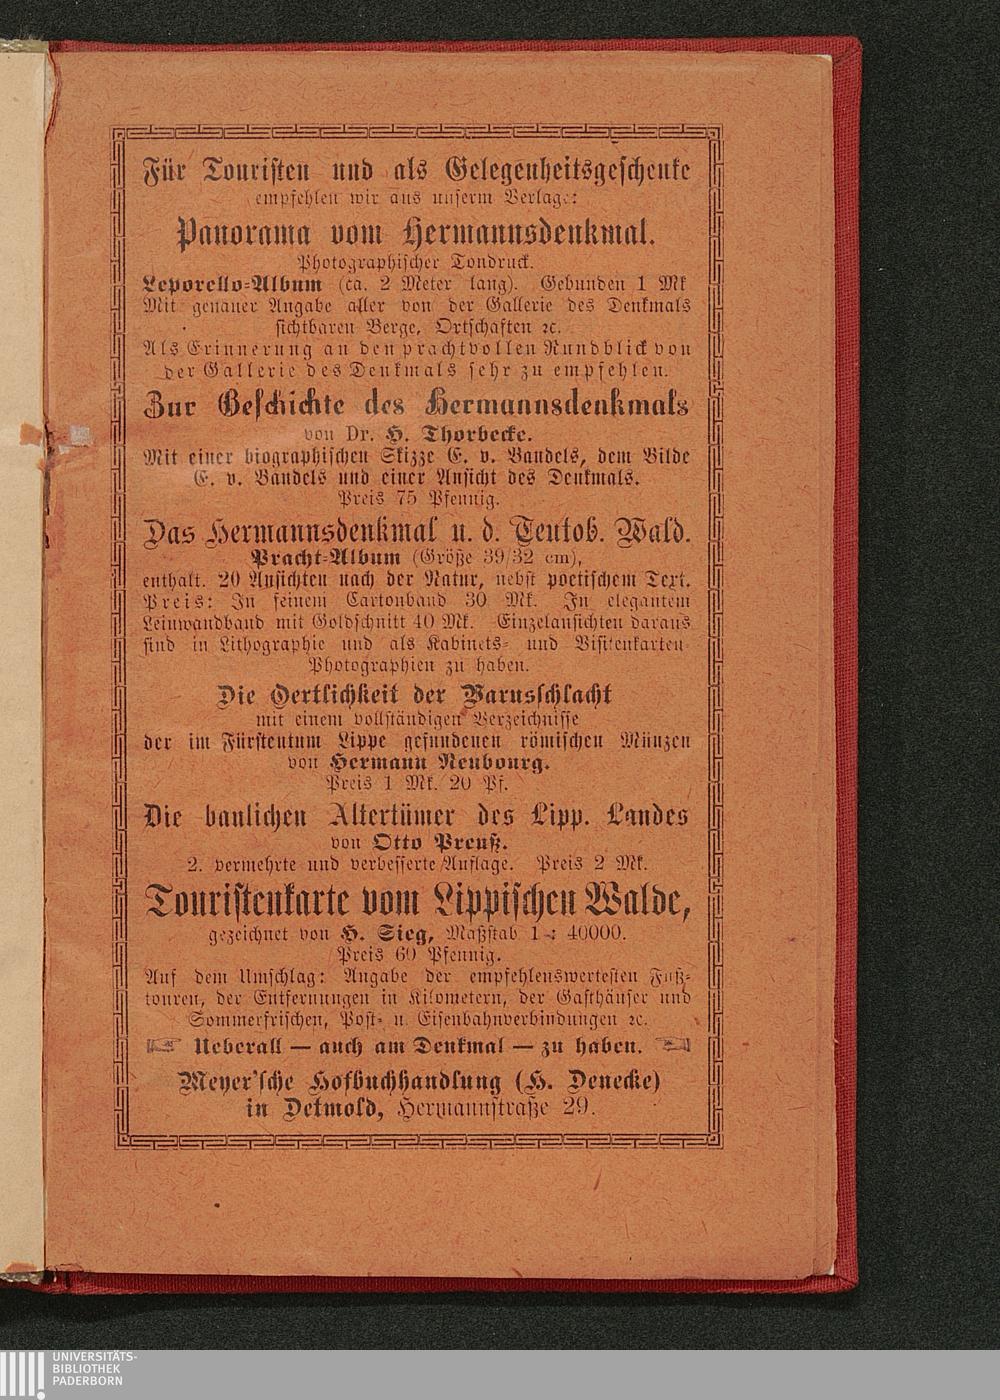 Für Touristen und als Gelegenheitsgeschenke
empfehlen wir aus unserm Verlage:
Panorama vom Hermannsdenkmal.
Photographischer Tondruck.
Leporello-Album (ca. 2 Meter lang). Gebunden 1 Mk
Mit genauer Angabe aller von der Gallerie des Denkmals
sichtbaren Berge, Ortschaften ꝛc.
Als Erinnerung an den prachtvollen Rundblick von
der Gallerie des Denkmals sehr zu empfehlen.
Zur Geschichte des Hermannsdenkmals
von Dr. H. Thorbecke.
Mit einer biographischen Skizze E. v. Bandels, dem Bilde
E. v. Bandels und einer Ansicht des Denkmals.
Preis 75 Pfennig.
Das Hermannsdenkmal u. d. Teutob. Wald.
Pracht-Album (Größe 39/32 cm),
enthalt. 20 Ansichten nach der Natur, nebst poetischem Text.
Preis: In feinem Cartonband 30 Mk. In elegantem
Leinwandband mit Goldschnitt 40 Mk. Einzelansichten daraus
sind in Lithographie und als Kabinets- und Visitenkarten-
Photographien zu haben.
Die Oertlichkeit der Varusschlacht
mit einem vollständigen Verzeichnisse
der im Fürstentum Lippe gefundenen römischen Münzen
von Hermann Neubourg.
Preis 1 Mk. 20 Pf.
Die baulichen Altertümer des Lipp. Landes
von Otto Preuß.
2. vermehrte und verbesserte Auflage. Preis 2 Mk.
Touristenkarte vom Lippischen Walde,
gezeichnet von H. Sieg, Maßstab 1 : 40000.
Preis 60 Pfennig.
Auf dem Umschlag: Angabe der empfehlenswertesten Fuß-
touren, der Entfernungen in Kilometern, der Gasthäuser und
Sommerfrischen, Post- u. Eisenbahnverbindungen ꝛc.
Ueberall — auch am Denkmal — zu haben.
Meyer'sche Hofbuchhandlung (H. Denecke)
in Detmold, Hermannstraße 29.
UNIVERSITÄTS-
BIBLIOTHEK
PADERBORN